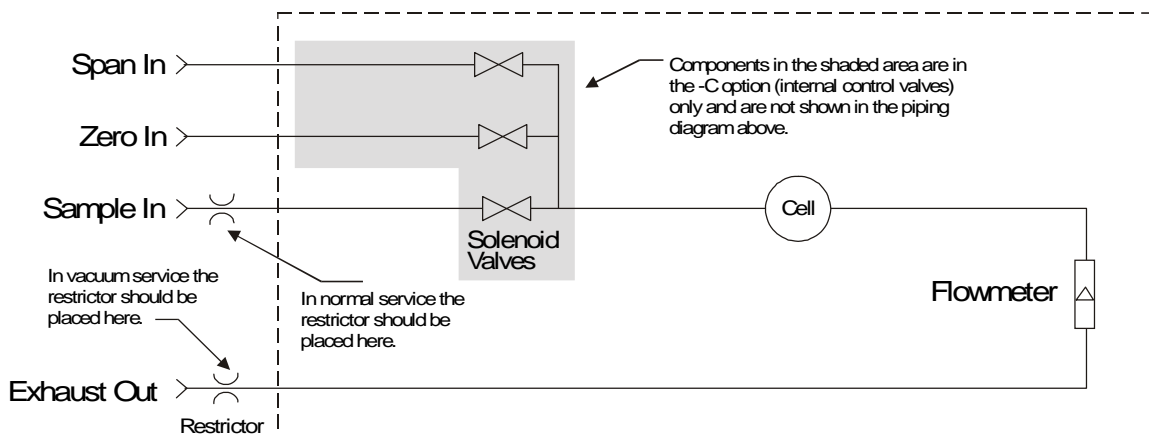 Span In
Components in the shaded area are in
the -C option (internal control valves)
only and are not shown in the piping
diagram above.
Zero In
Sample In
Cell
Solenoid
Valves
In vacuum service the
restrictor should be
placed here.
In normal service the
restrictor should be
placed here.
Flowmeter
Exhaust Out
Restrictor